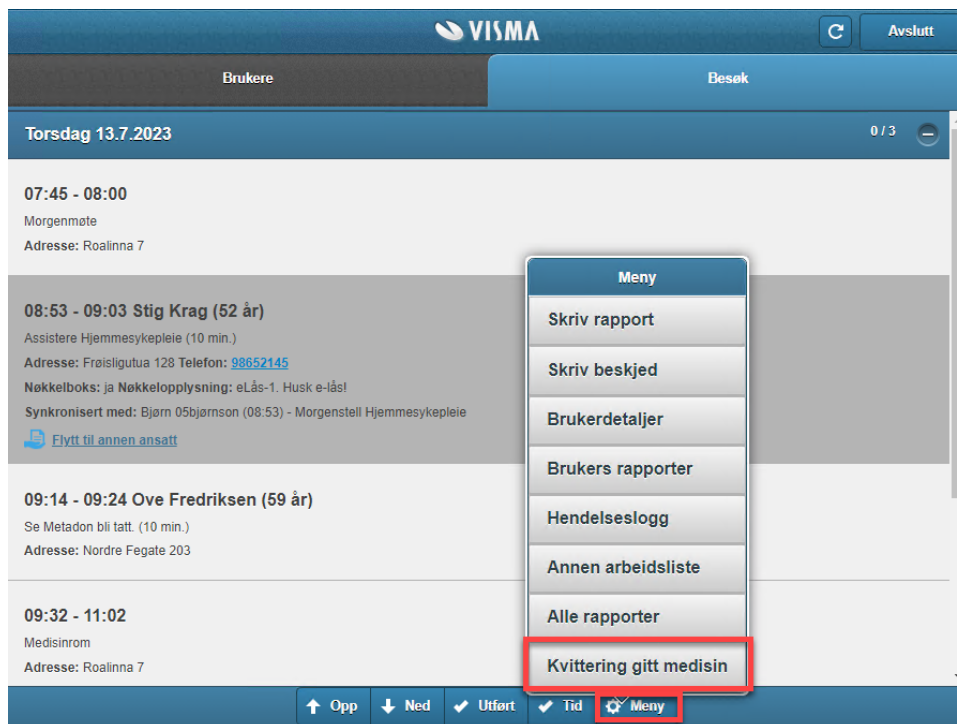 VISMA
Avslutt
Brukere
Besøk
Torsdag 13.7.2023
0 / 3
07:45 - 08:00
Morgenmøte
Adresse: Roalinna 7
08:53 - 09:03 Stig Krag (52 år)
Assistere Hjemmesykepleie (10 min.)
Adresse: Frøisligutua 128 Telefon: 98652145
Nøkkelboks: ja Nøkkelopplysning: eLås-1. Husk e-lås!
Synkronisert med: Bjørn 05bjørnson (08:53) - Morgenstell Hjemmesykepleie
Flytt til annen ansatt
09:14 - 09:24 Ove Fredriksen (59 år)
Se Metadon bli tatt. (10 min.)
Adresse: Nordre Fegate 203
09:32 - 11:02
Medisinrom
Adresse: Roalinna 7
Meny
Skriv rapport
Skriv beskjed
Brukerdetaljer
Brukers rapporter
Hendelseslogg
Annen arbeidsliste
Alle rapporter
Kvittering gitt medisin
Opp
Ned
Utført
Tid
Meny